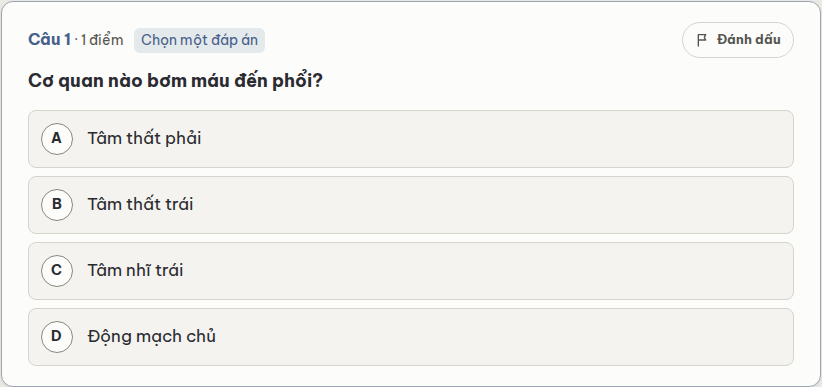 Câu 1 · 1 điểm Chọn một đáp án Đánh dấu
Cơ quan nào bơm máu đến phổi?
A Tâm thất phải
B Tâm thất trái
C Tâm nhĩ trái
D Động mạch chủ